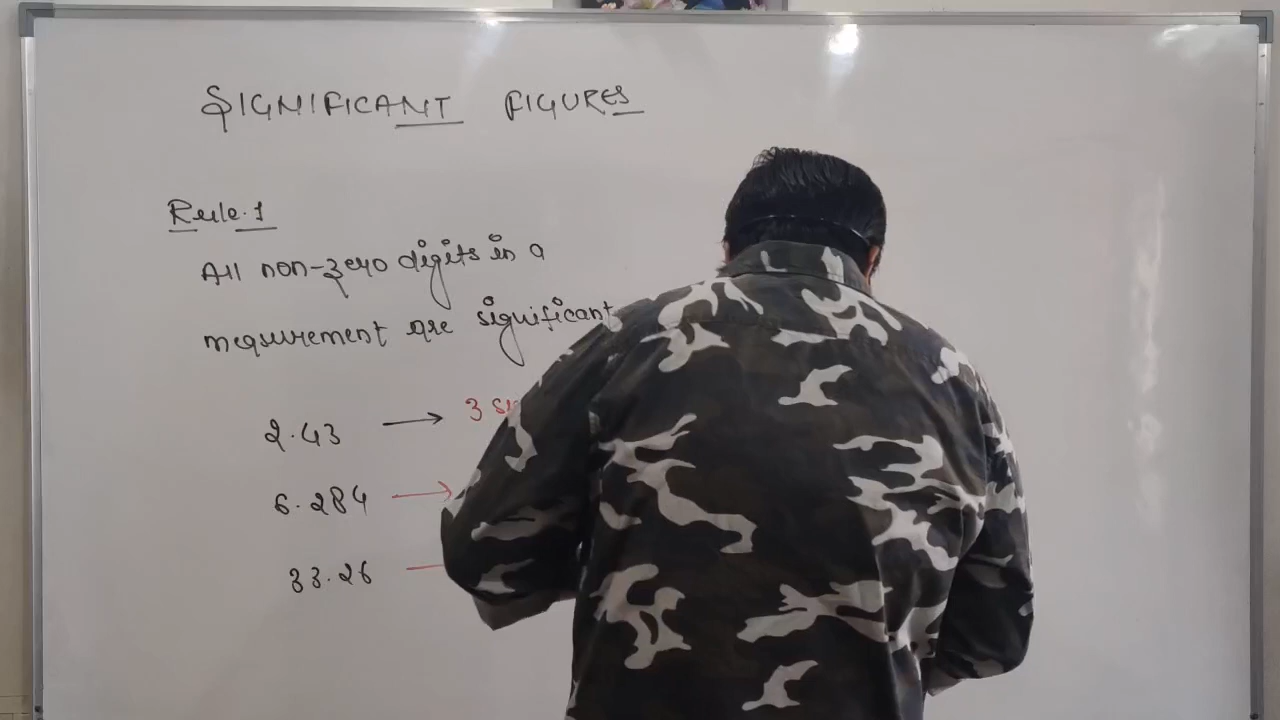 SIGNIFICANT FIGURES
Rule.1
All non-zero digits in a
measurement are significant
2.43 → 3
6.284 →
33.26